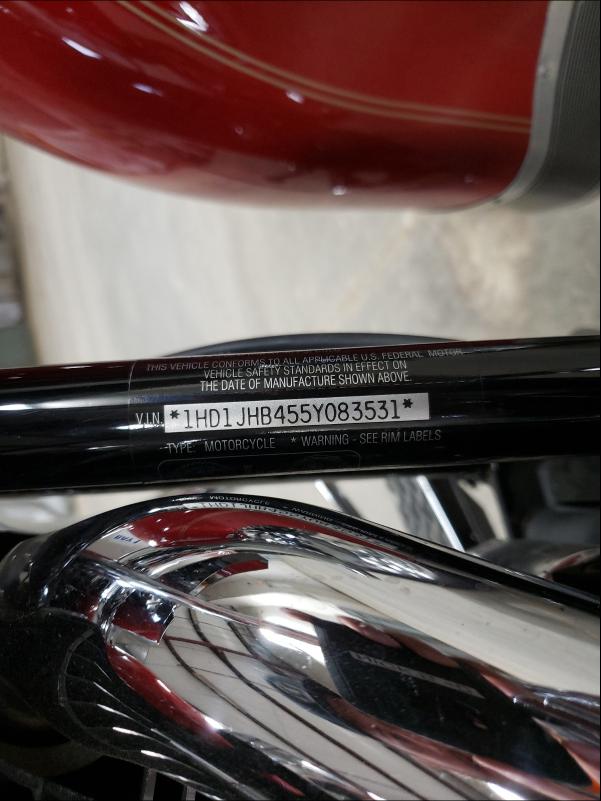 THIS VEHICLE CONFORMS TO ALL APPLICABLE U.S. FEDERAL MOTOR
VEHICLE SAFETY STANDARDS IN EFFECT ON
THE DATE OF MANUFACTURE SHOWN ABOVE.
V.I.N. *1HD1JHB455Y083531*
TYPE: MOTORCYCLE * WARNING - SEE RIM LABELS